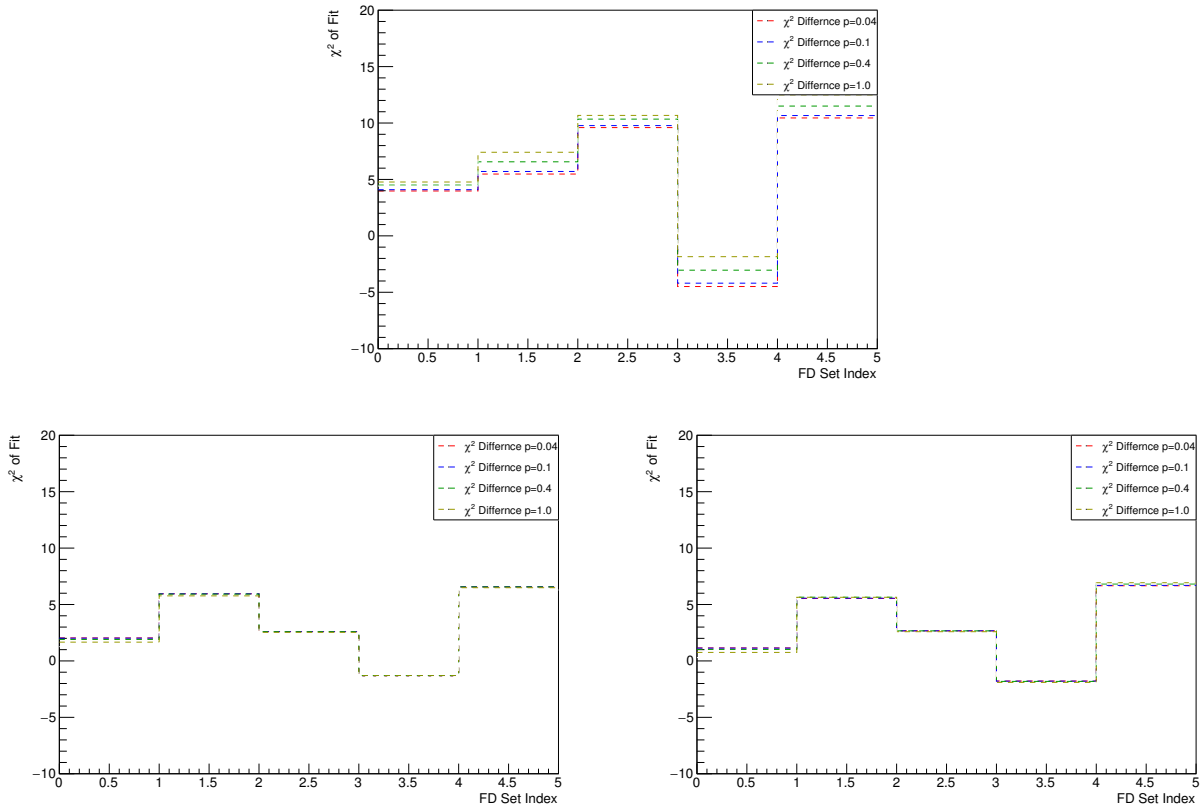 χ² of Fit
20
15
10
5
0
−5
−10
χ² Differnce p=0.04
χ² Differnce p=0.1
χ² Differnce p=0.4
χ² Differnce p=1.0
0 0.5 1 1.5 2 2.5 3 3.5 4 4.5 5
FD Set Index
χ² of Fit
20
15
10
5
0
−5
−10
χ² Differnce p=0.04
χ² Differnce p=0.1
χ² Differnce p=0.4
χ² Differnce p=1.0
0 0.5 1 1.5 2 2.5 3 3.5 4 4.5 5
FD Set Index
χ² of Fit
20
15
10
5
0
−5
−10
χ² Differnce p=0.04
χ² Differnce p=0.1
χ² Differnce p=0.4
χ² Differnce p=1.0
0 0.5 1 1.5 2 2.5 3 3.5 4 4.5 5
FD Set Index